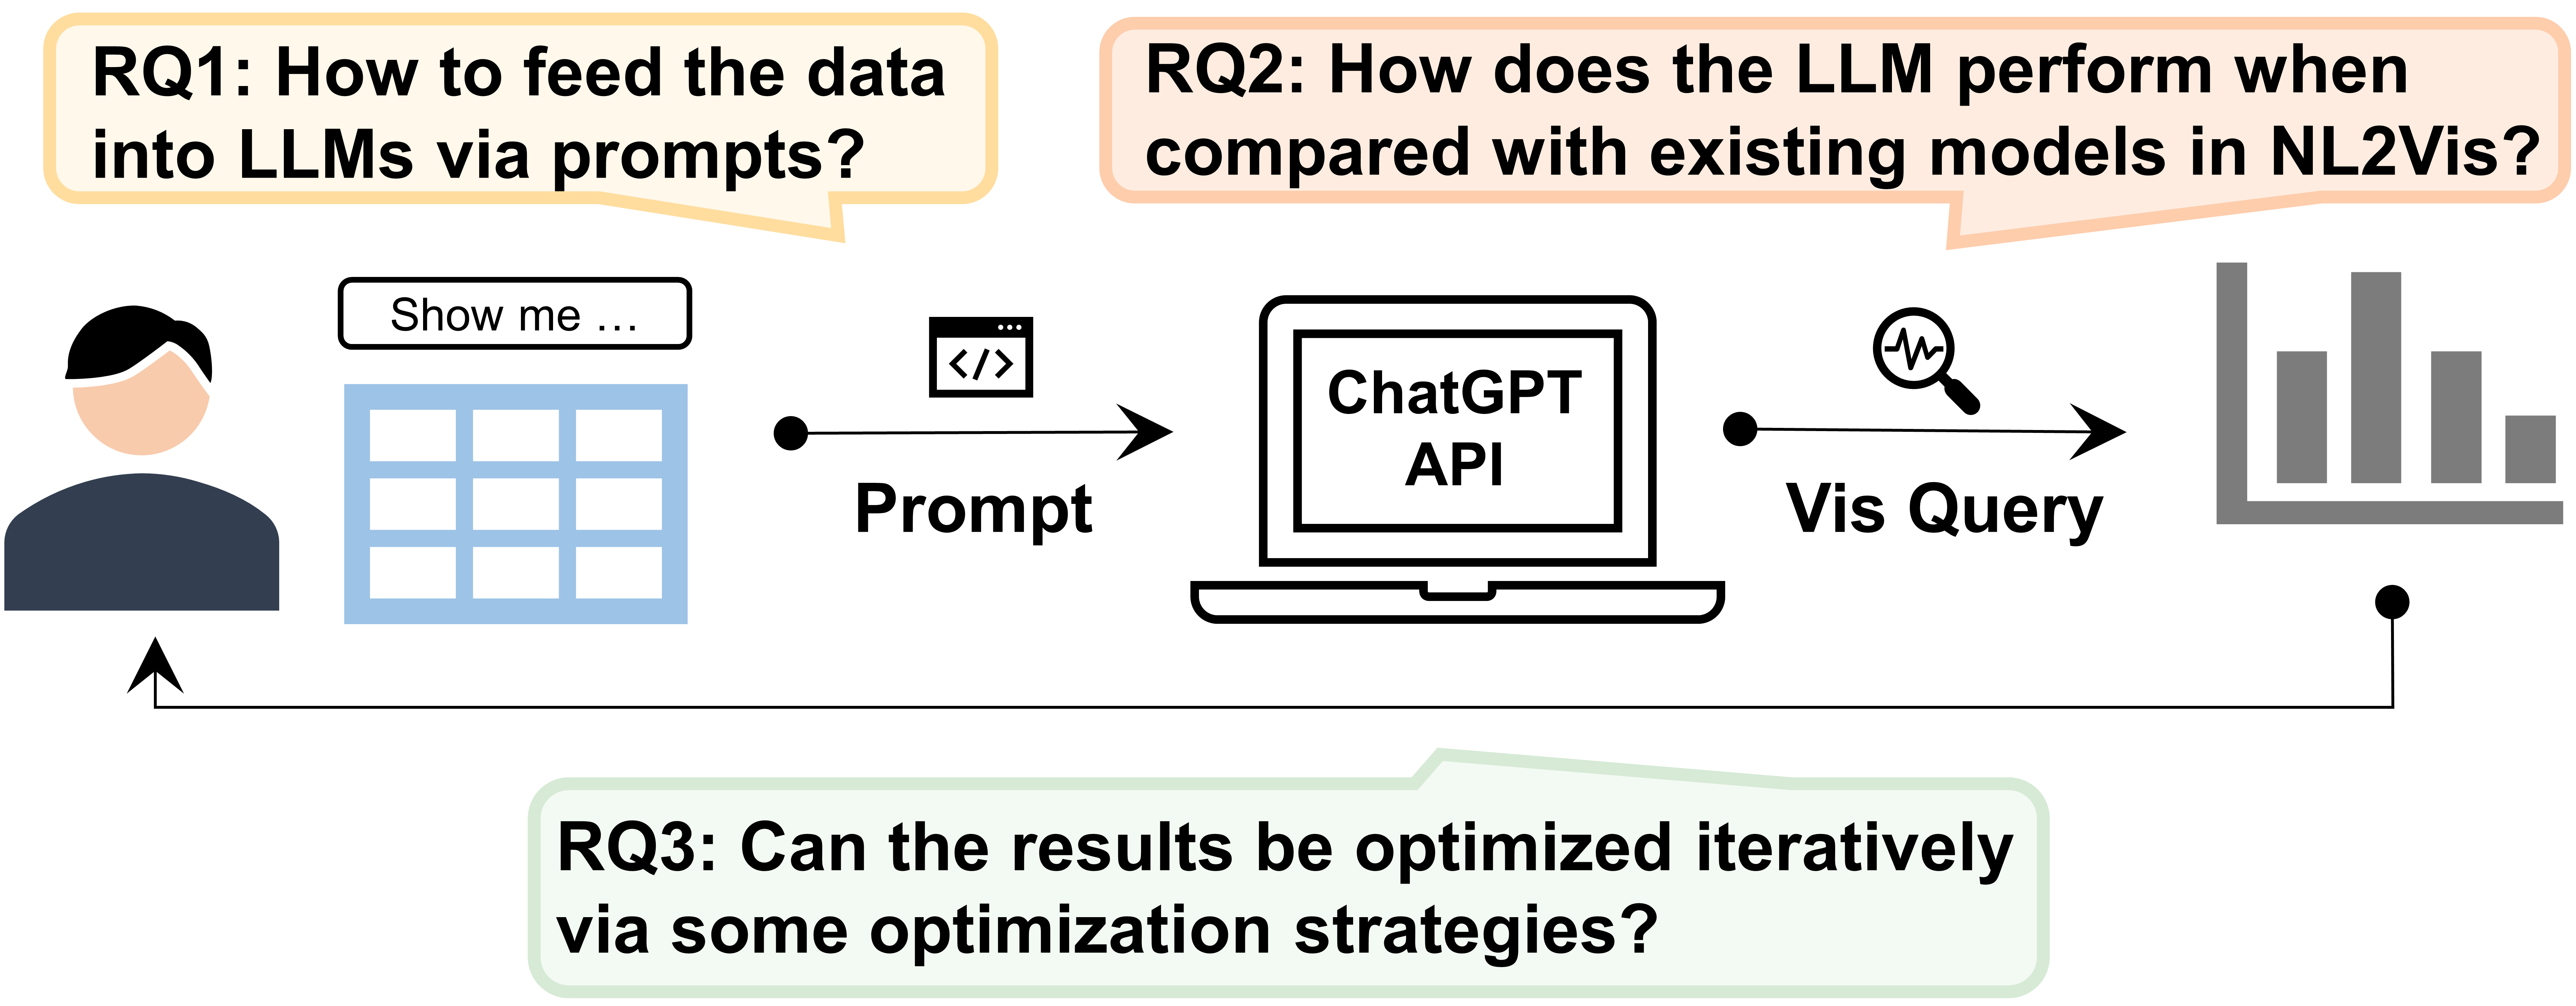 RQ1: How to feed the data
into LLMs via prompts?
RQ2: How does the LLM perform when
compared with existing models in NL2Vis?
Show me …
</>
Prompt
ChatGPT
API
Vis Query
RQ3: Can the results be optimized iteratively
via some optimization strategies?